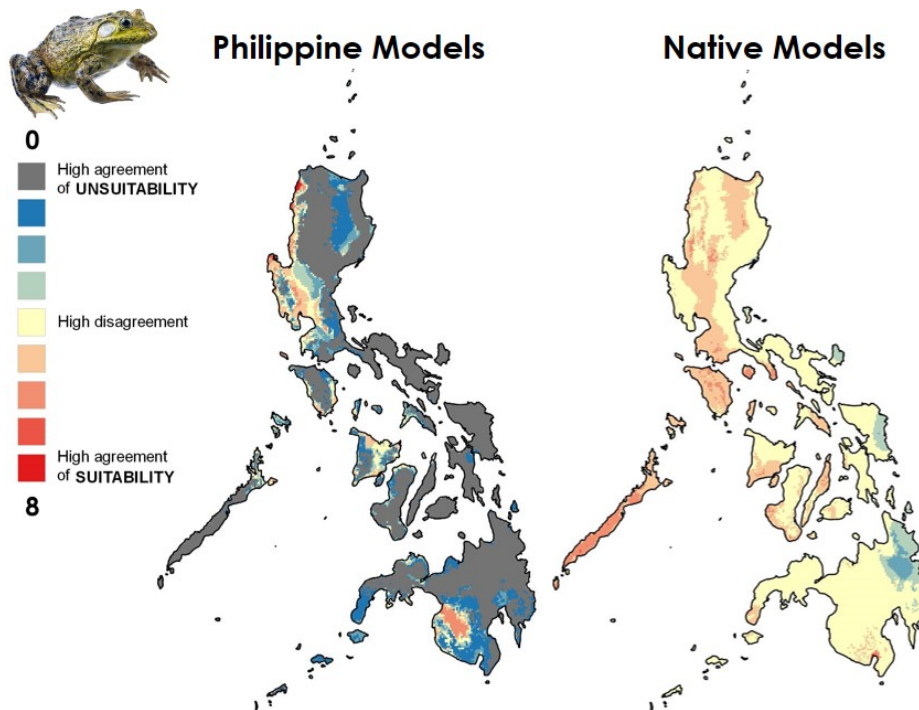 Philippine Models
Native Models
0
High agreement
of UNSUITABILITY
High disagreement
High agreement
of SUITABILITY
8